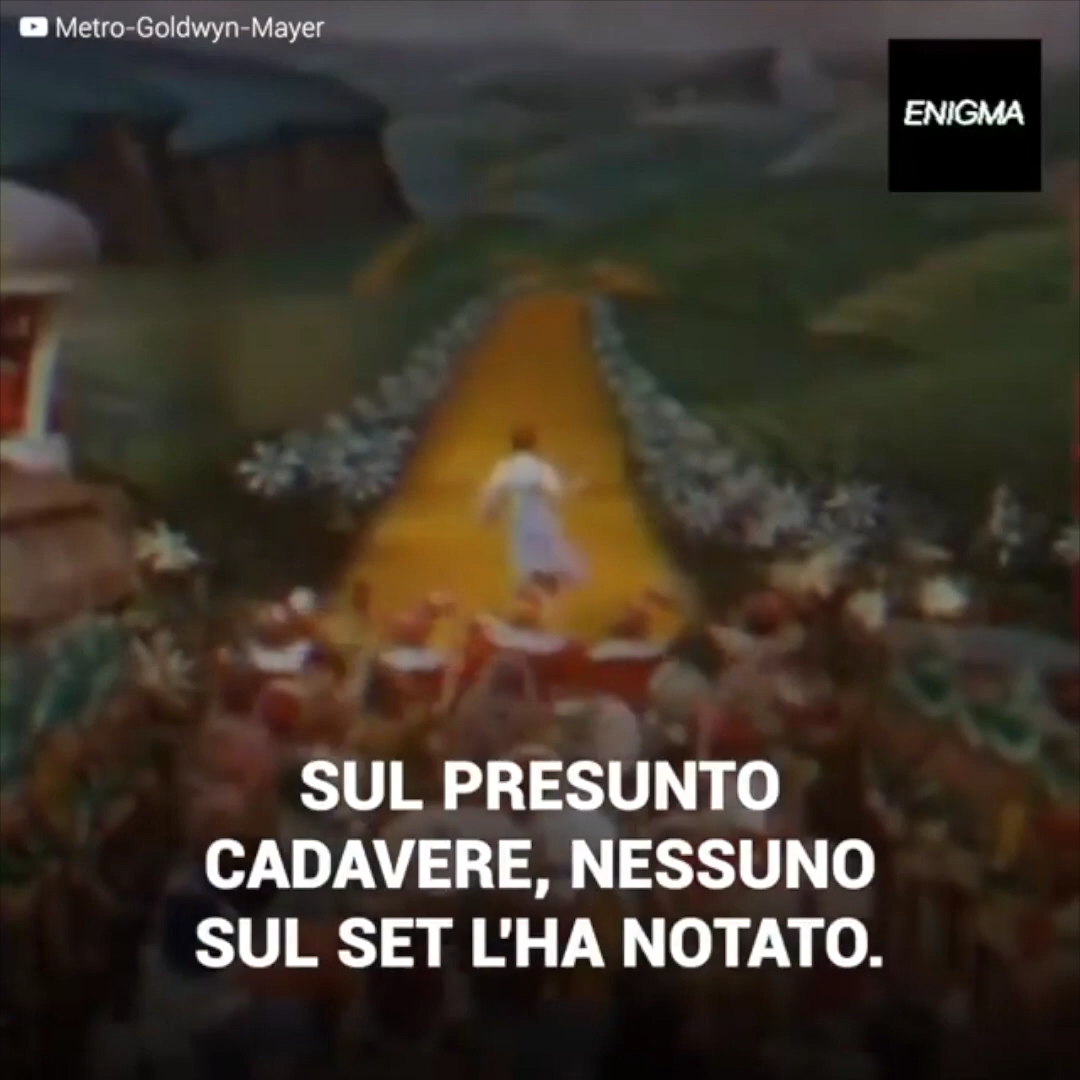 Metro-Goldwyn-Mayer
ENIGMA
SUL PRESUNTO
CADAVERE, NESSUNO
SUL SET L'HA NOTATO.